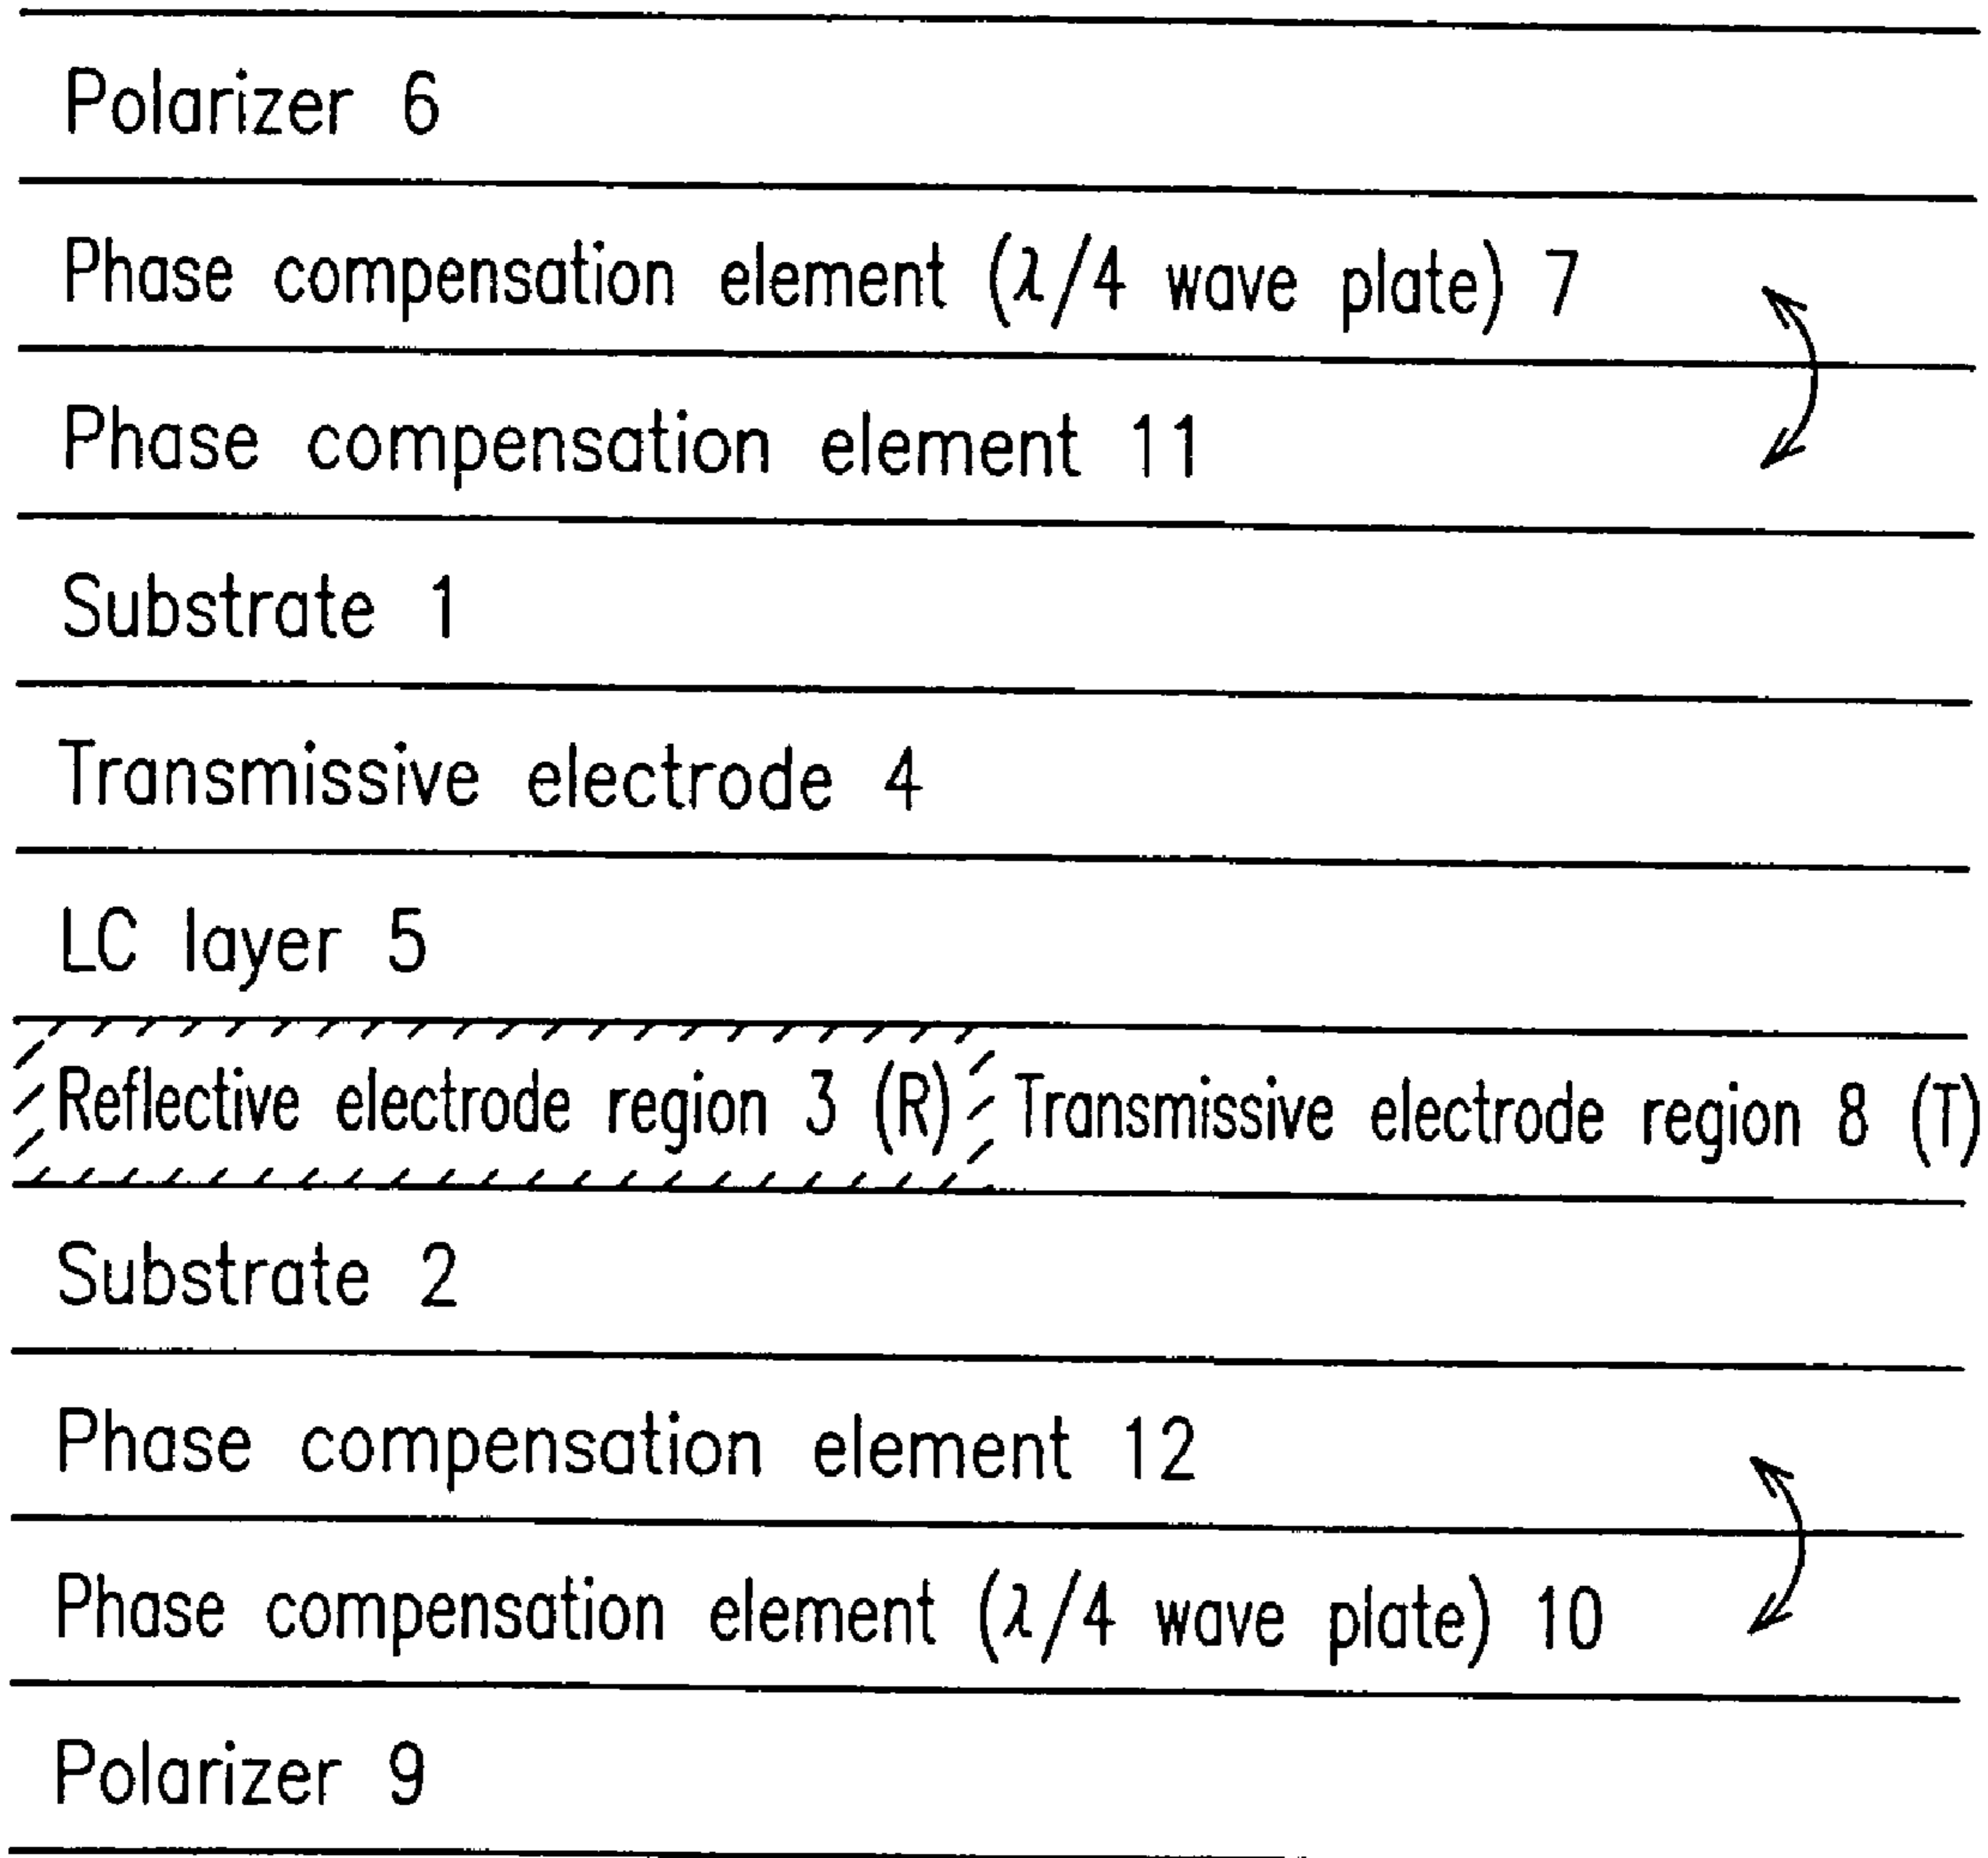 Polarizer 6
Phase compensation element (λ/4 wave plate) 7
Phase compensation element 11
Substrate 1
Transmissive electrode 4
LC layer 5
Reflective electrode region 3 (R) Transmissive electrode region 8 (T)
Substrate 2
Phase compensation element 12
Phase compensation element (λ/4 wave plate) 10
Polarizer 9